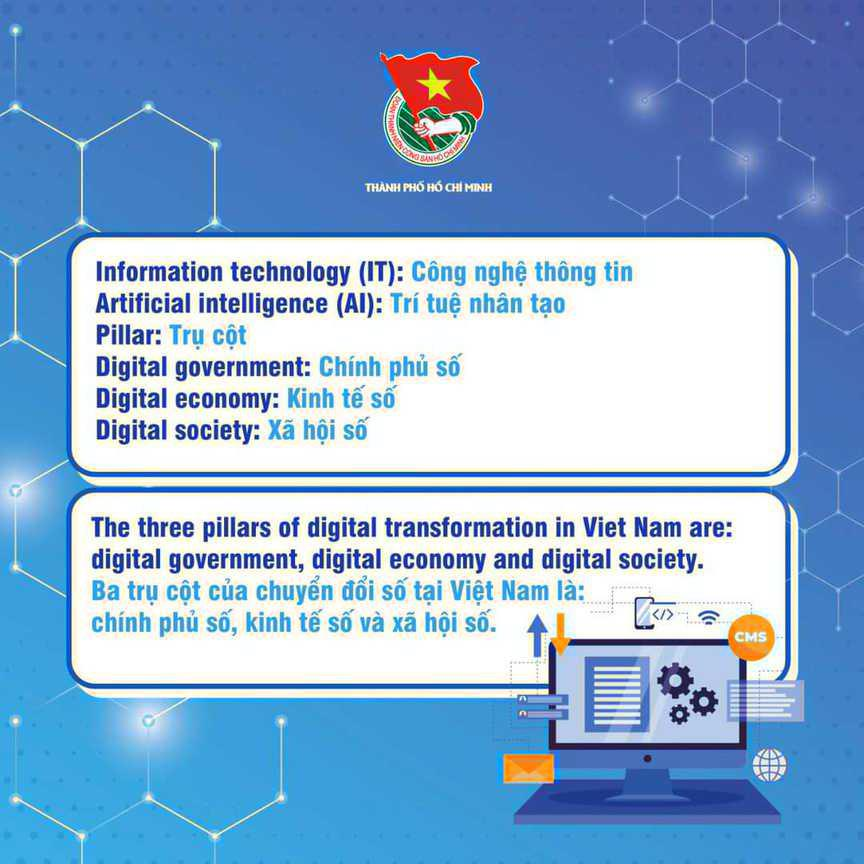 ĐOÀN THANH NIÊN CỘNG SẢN HỒ CHÍ MINH
THÀNH PHỐ HỒ CHÍ MINH
Information technology (IT): Công nghệ thông tin
Artificial intelligence (AI): Trí tuệ nhân tạo
Pillar: Trụ cột
Digital government: Chính phủ số
Digital economy: Kinh tế số
Digital society: Xã hội số
The three pillars of digital transformation in Viet Nam are:
digital government, digital economy and digital society.
Ba trụ cột của chuyển đổi số tại Việt Nam là:
chính phủ số, kinh tế số và xã hội số.
</>
CMS